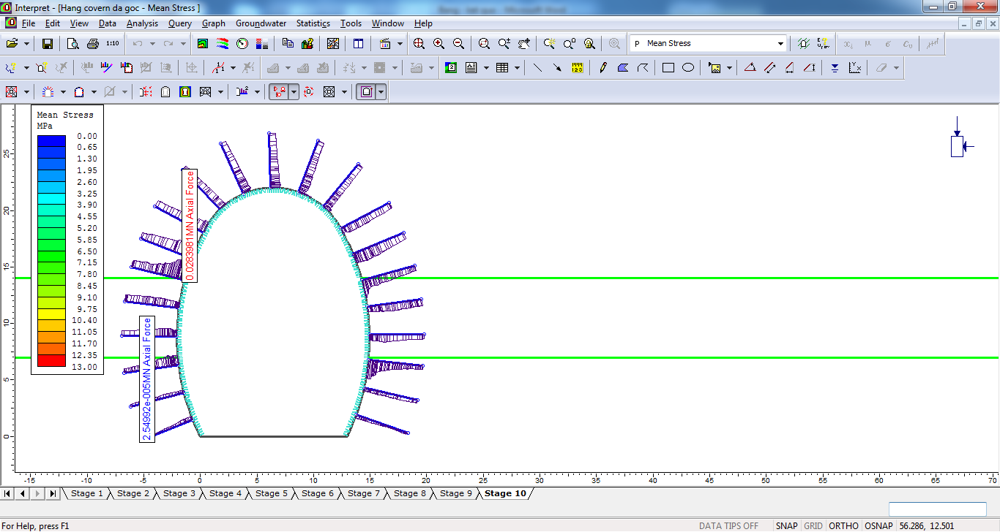 Interpret - [Hang covern da goc - Mean Stress ]
File Edit View Data Analysis Query Graph Groundwater Statistics Tools Window Help
1:10
P Mean Stress
Mean Stress
MPa
0.00
0.65
1.30
1.95
2.60
3.25
3.90
4.55
5.20
5.85
6.50
7.15
7.80
8.45
9.10
9.75
10.40
11.05
11.70
12.35
13.00
0.0283981MN Axial Force
2.54992e-005MN Axial Force
25
20
15
10
5
0
-15 -10 -5 0 5 10 15 20 25 30 35 40 45 50 55 60 65 70
Stage 1 Stage 2 Stage 3 Stage 4 Stage 5 Stage 6 Stage 7 Stage 8 Stage 9 Stage 10
For Help, press F1 DATA TIPS OFF SNAP GRID ORTHO OSNAP 56.286, 12.501